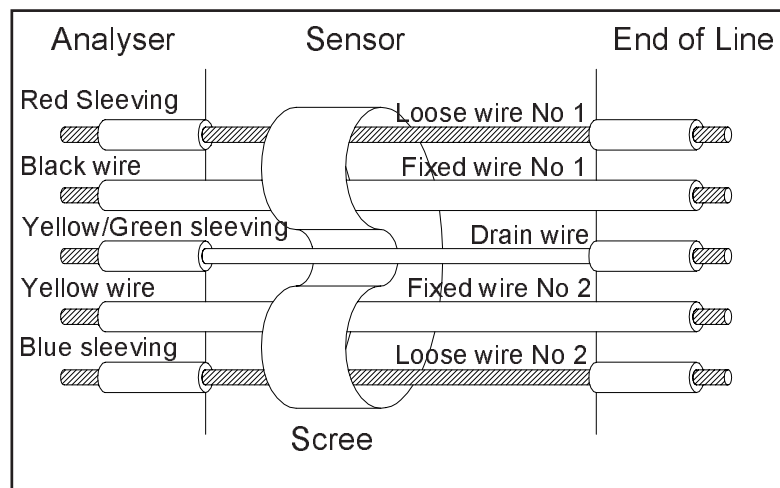 Analyser Sensor End of Line
Red Sleeving Loose wire No 1
Black wire Fixed wire No 1
Yellow/Green sleeving Drain wire
Yellow wire Fixed wire No 2
Blue sleeving Loose wire No 2
Scree